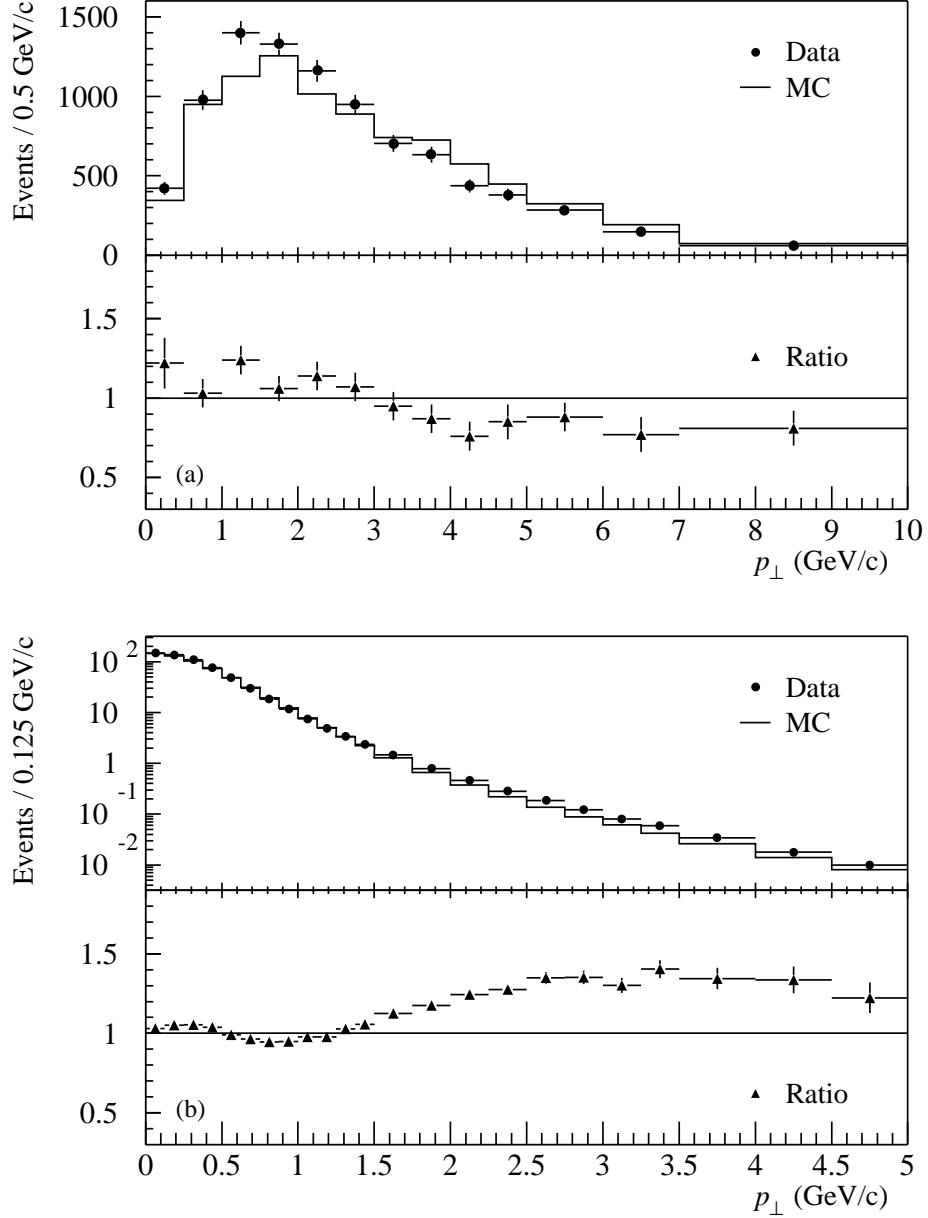 Events / 0.5 GeV/c
1500
1000
500
0
Data
MC
1.5
1
0.5
Ratio
(a)
0 1 2 3 4 5 6 7 8 9 10
p⊥ (GeV/c)
Events / 0.125 GeV/c
10 2
10
1
10 -1
10 -2
Data
MC
1.5
1
0.5
(b)
Ratio
0 0.5 1 1.5 2 2.5 3 3.5 4 4.5 5
p⊥ (GeV/c)